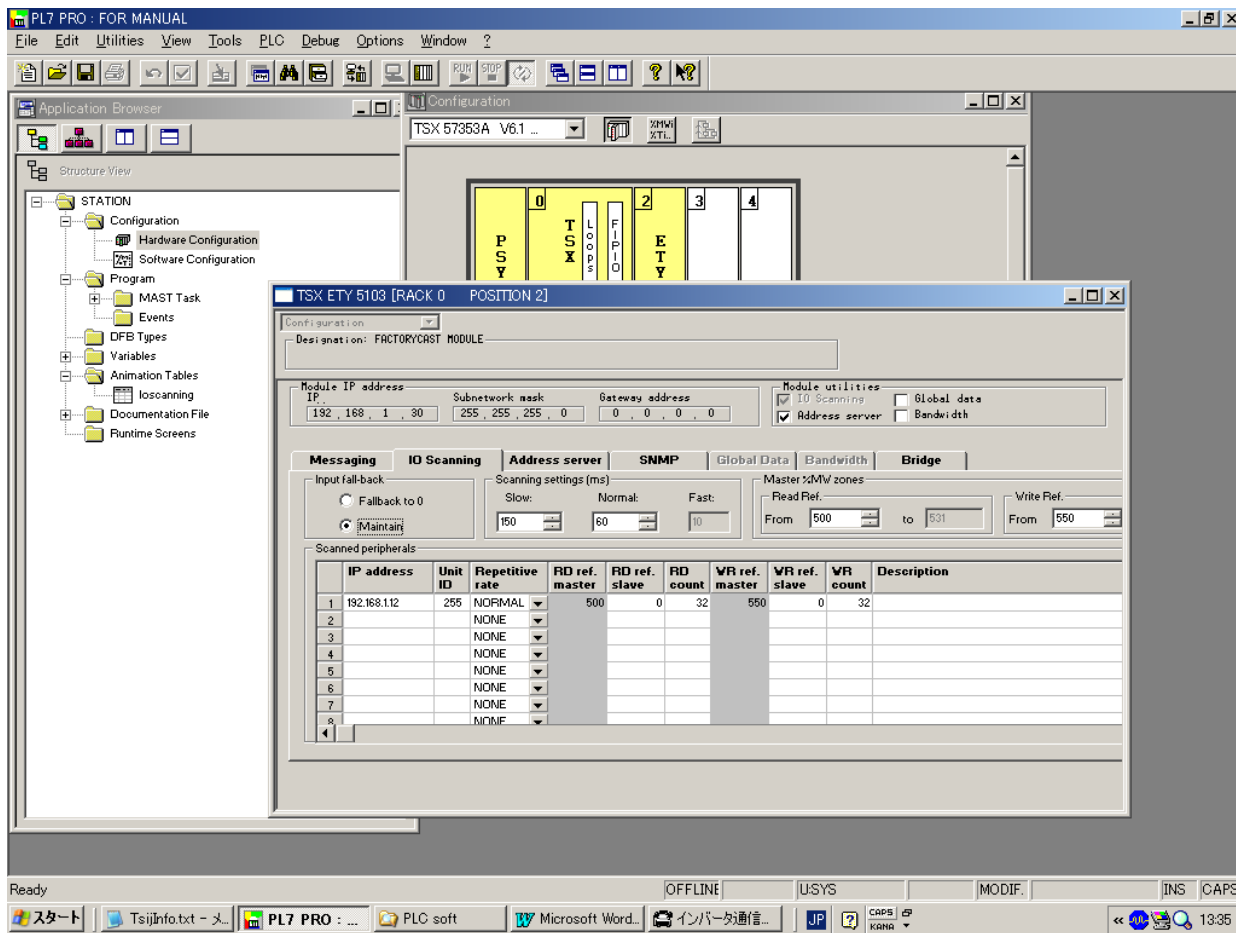 PL7 PRO : FOR MANUAL
File Edit Utilities View Tools PLC Debug Options Window ?
RUN STOP
Application Browser
Structure View
STATION
Configuration
Hardware Configuration
Software Configuration
Program
MAST Task
Events
DFB Types
Variables
Animation Tables
Ioscanning
Documentation File
Runtime Screens
Configuration
TSX 57353A V6.1 ...
%MWi
%Ti..
0 2 3 4
PSY
TSX
Loops
FIPIO
ETY
TSX ETY 5103 [RACK 0 POSITION 2]
Configuration
Designation: FACTORYCAST MODULE
Module IP address
IP Subnetwork mask Gateway address
192 . 168 . 1 . 30 255 . 255 . 255 . 0 0 . 0 . 0 . 0
Module utilities
IO Scanning Global data
Address server Bandwidth
Messaging IO Scanning Address server SNMP Global Data Bandwidth Bridge
Input fall-back
Fallback to 0
Maintain
Scanning settings (ms)
Slow: Normal: Fast:
150 60 10
Master %MW zones
Read Ref.
From 500 to 531
Write Ref.
From 550
Scanned peripherals
IP address Unit ID Repetitive rate RD ref. master RD ref. slave RD count WR ref. master WR ref. slave WR count Description
1 192.168.1.12 255 NORMAL 500 0 32 550 0 32
2 NONE
3 NONE
4 NONE
5 NONE
6 NONE
7 NONE
8 NONE
Ready OFFLINE U:SYS MODIF. INS CAPS
スタート TsijInfo.txt - メ... PL7 PRO : ... PLC soft Microsoft Word... インバータ通信... JP CAPS KANA « 13:35